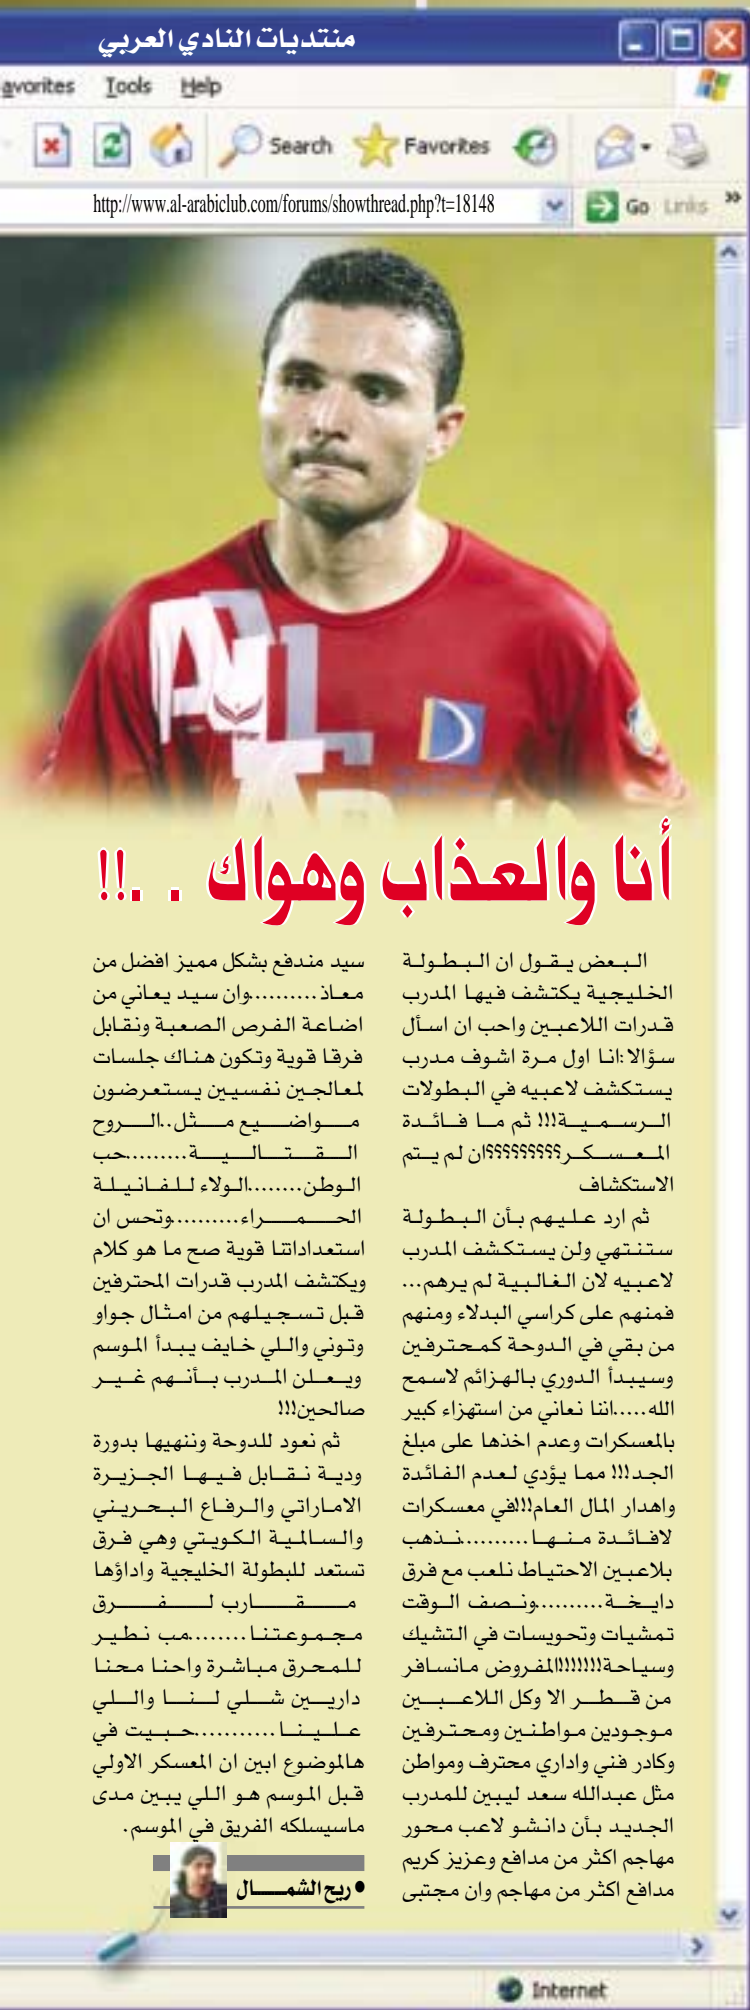 منتديات النادي العربي
avorites Tools Help
Search Favorites
http://www.al-arabiclub.com/forums/showthread.php?t=18148
Go Links
AL
أنا والعذاب وهواك . ..!!
البعض يقول ان البطولة
الخليجية يكتشف فيها المدرب
قدرات اللاعبين واحب ان اسأل
سؤالا :انا اول مرة اشوف مدرب
يستكشف لاعبيه في البطولات
الرسمية!!! ثم ما فائدة
المعسكر؟؟؟؟؟؟؟؟؟؟ان لم يتم
الاستكشاف
ثم ارد عليهم بأن البطولة
ستنتهي ولن يستكشف المدرب
لاعبيه لان الغالبية لم يرهم...
فمنهم على كراسي البدلاء ومنهم
من بقي في الدوحة كمحترفين
وسيبدأ الدوري بالهزائم لاسمح
الله.....اننا نعاني من استهزاء كبير
بالمعسكرات وعدم اخذها على مبلغ
الجد!!! مما يؤدي لعدم الفائدة
واهدار المال العام!!!في معسكرات
لافائدة منها..........نذهب
بلاعبين الاحتياط نلعب مع فرق
دايخة..........ونصف الوقت
تمشيات وتحويسات في التشيك
وسياحة!!!!!!!!المفروض مانسافر
من قطر الا وكل اللاعبين
موجودين مواطنين ومحترفين
وكادر فني واداري محترف ومواطن
مثل عبدالله سعد ليبين للمدرب
الجديد بأن دانشو لاعب محور
مهاجم اكثر من مدافع وعزيز كريم
مدافع اكثر من مهاجم وان مجتبى
سيد مندفع بشكل مميز افضل من
معاذ..........وان سيد يعاني من
اضاعة الفرص الصعبة ونقابل
فرقا قوية وتكون هناك جلسات
لمعالجين نفسيين يستعرضون
مواضيع مثل..الروح
القتالية.........حب
الوطن........الولاء للفانيلة
الحمراء..........وتحس ان
استعداداتنا قوية صح ما هو كلام
ويكتشف المدرب قدرات المحترفين
قبل تسجيلهم من امثال جواو
وتوني واللي خايف يبدأ الموسم
ويعلن المدرب بأنهم غير
صالحين!!!
ثم نعود للدوحة وننهيها بدورة
ودية نقابل فيها الجزيرة
الاماراتي والرفاع البحريني
والسالمية الكويتي وهي فرق
تستعد للبطولة الخليجية واداؤها
مقارب لفرق
مجموعتنا........مب نطير
للمحرق مباشرة واحنا محنا
داريين شلي لنا واللي
علينا...........حبيت في
هالموضوع ابين ان المعسكر الاولي
قبل الموسم هو اللي يبين مدى
ماسيسلكه الفريق في الموسم.
• ريح الشمال
Internet